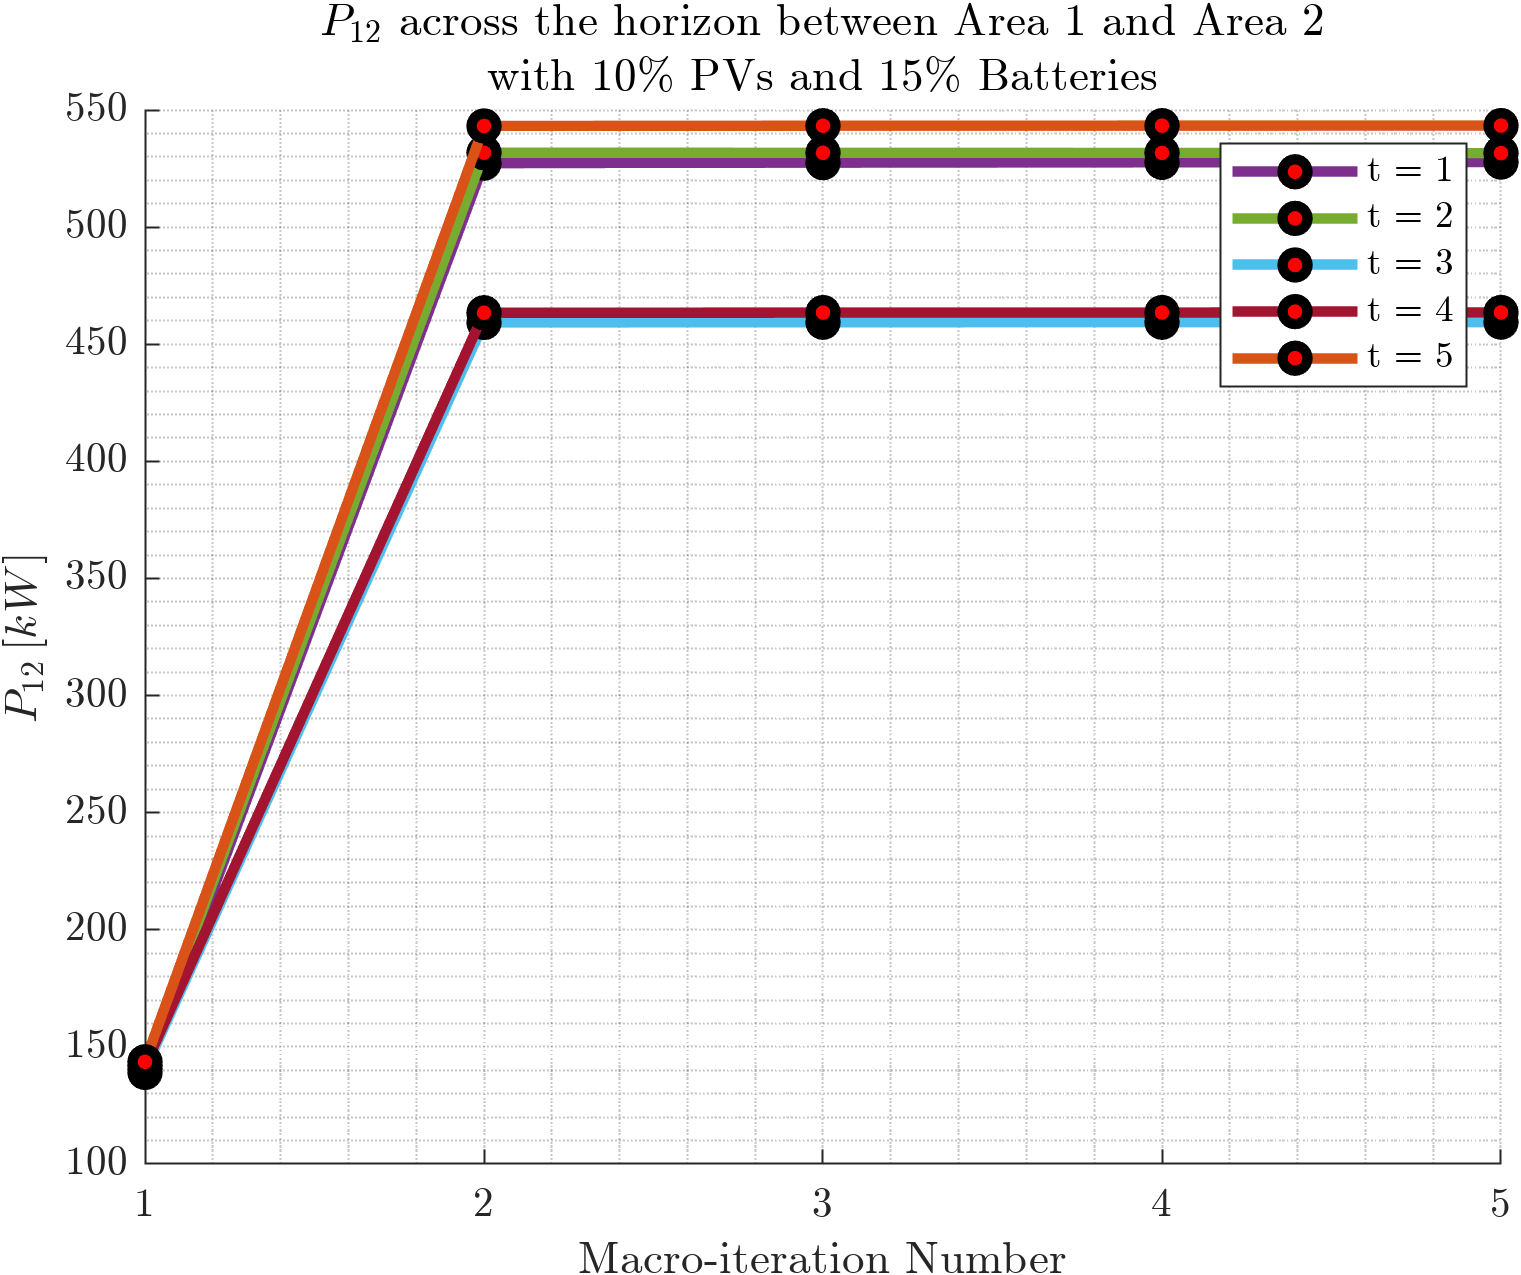 P12 across the horizon between Area 1 and Area 2
with 10% PVs and 15% Batteries
550
500
450
400
350
300
250
200
150
100
P12 [kW]
t = 1
t = 2
t = 3
t = 4
t = 5
1 2 3 4 5
Macro-iteration Number